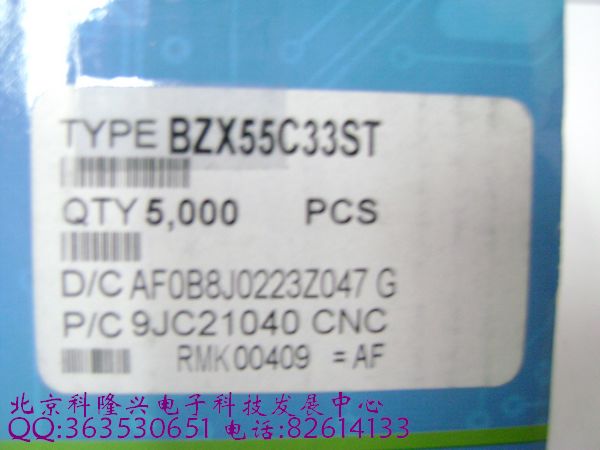 TYPE BZX55C33ST
QTY 5,000 PCS
D/C AF0B8J0223Z047 G
P/C 9JC21040 CNC
RMK 00409 = AF
北京科隆兴电子科技发展中心
QQ:363530651 电话:82614133